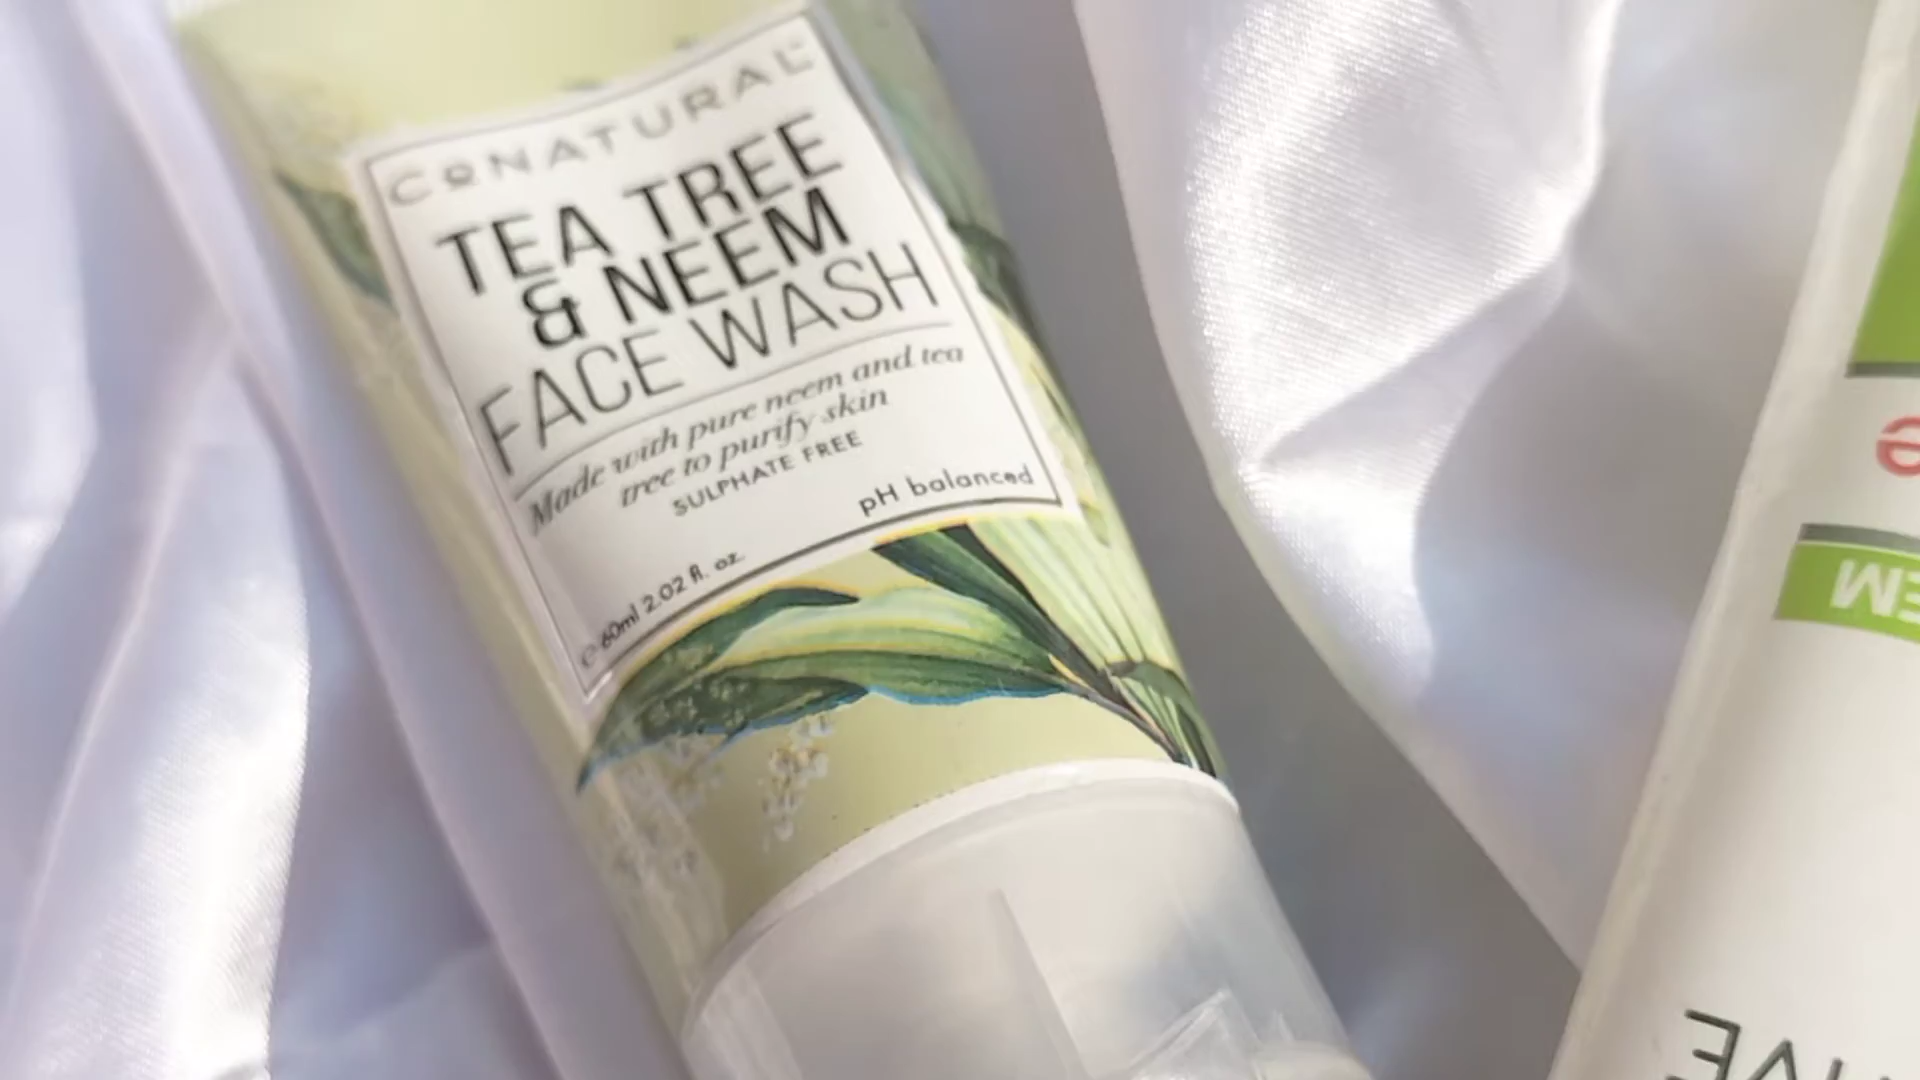 CONATURAL
TEA TREE
& NEEM
FACE WASH
Made with pure neem and tea
tree to purify skin
SULPHATE FREE
pH balanced
e 60ml 2.02 fl. oz.